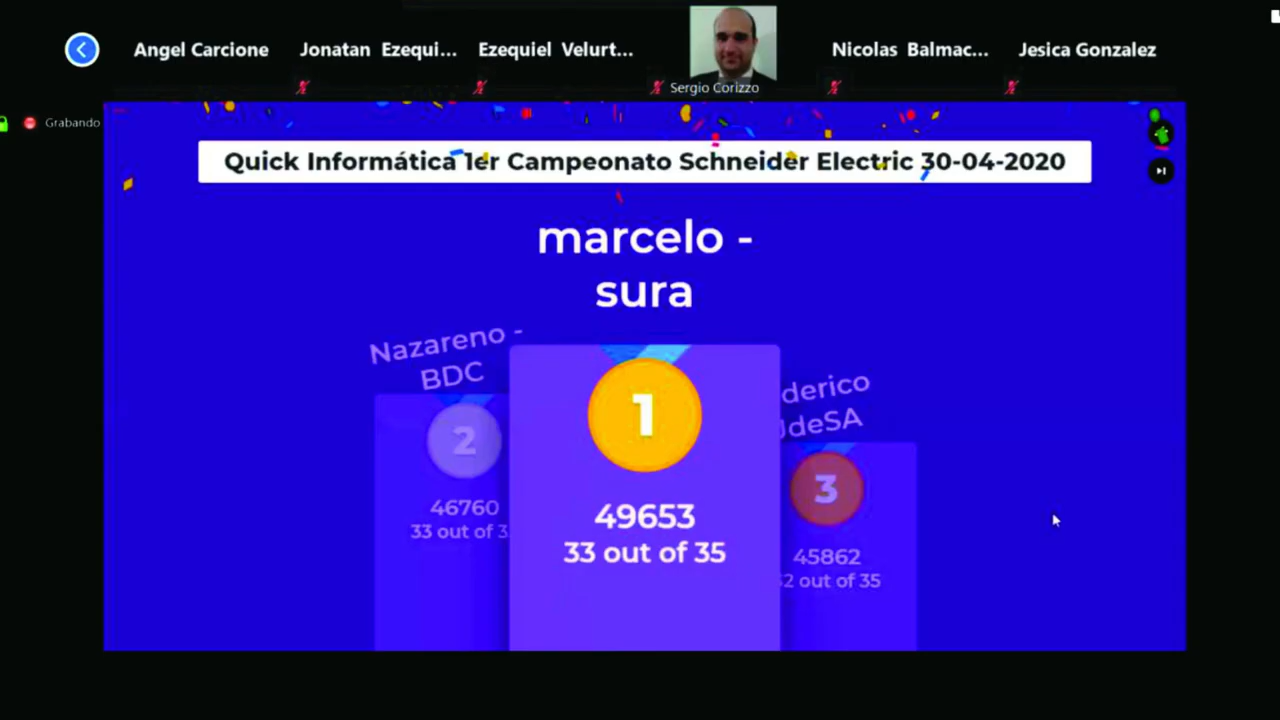 Angel Carcione
Jonatan Ezequi...
Ezequiel Velurt...
Nicolas Balmac...
Jesica Gonzalez
Sergio Corizzo
Grabando
Quick Informática 1er Campeonato Schneider Electric 30-04-2020
marcelo -
sura
Nazareno -
BDC
derico
JdeSA
1
2
3
46760
33 out of 3
49653
33 out of 35
45862
2 out of 35